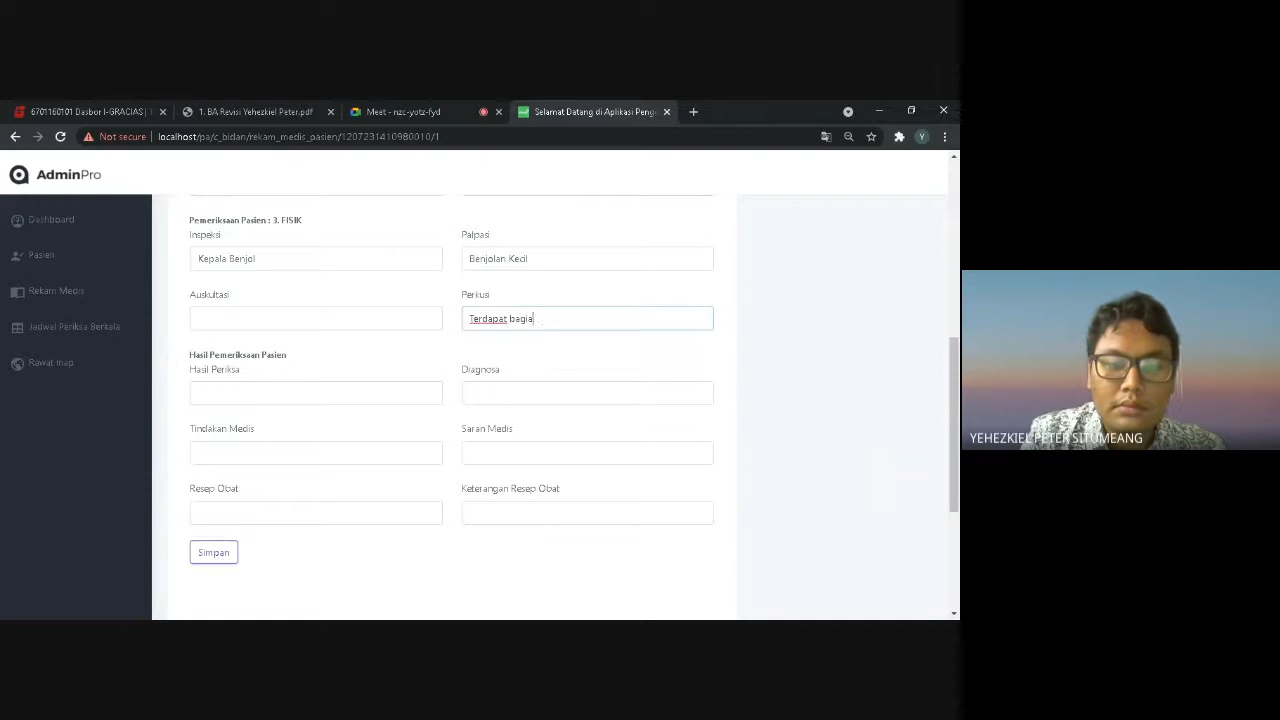 6701160101 Dasbor I-GRACIAS |
1. BA Revisi Yehezkiel Peter.pdf
Meet - nzc-yotz-fyd
Selamat Datang di Aplikasi Peng
Not secure
localhost/pa/c_bidan/rekam_medis_pasien/1207231410980010/1
Y
AdminPro
Dashboard
Pasien
Rekam Medis
Jadwal Periksa Berkala
Rawat map
Pemeriksaan Pasien : 3. FISIK
Inspeksi
Palpasi
Kepala Benjol
Benjolan Kecil
Auskultasi
Perkusi
Terdapat bagia
Hasil Pemeriksaan Pasien
Hasil Periksa
Diagnosa
Tindakan Medis
Saran Medis
Resep Obat
Keterangan Resep Obat
Simpan
YEHEZKIEL PETER SITUMEANG